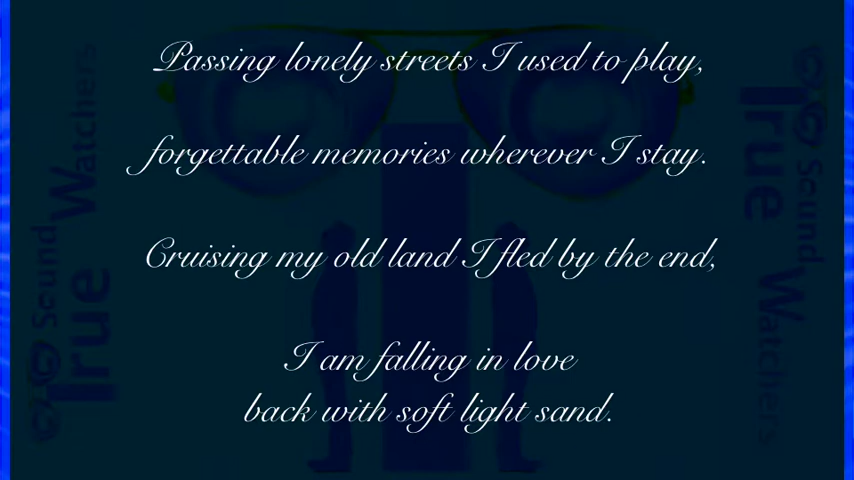 Passing lonely streets I used to play,
forgettable memories wherever I stay.
Cruising my old land I fled by the end,
I am falling in love
back with soft light sand.
True Sound Watchers
True Sound Watchers